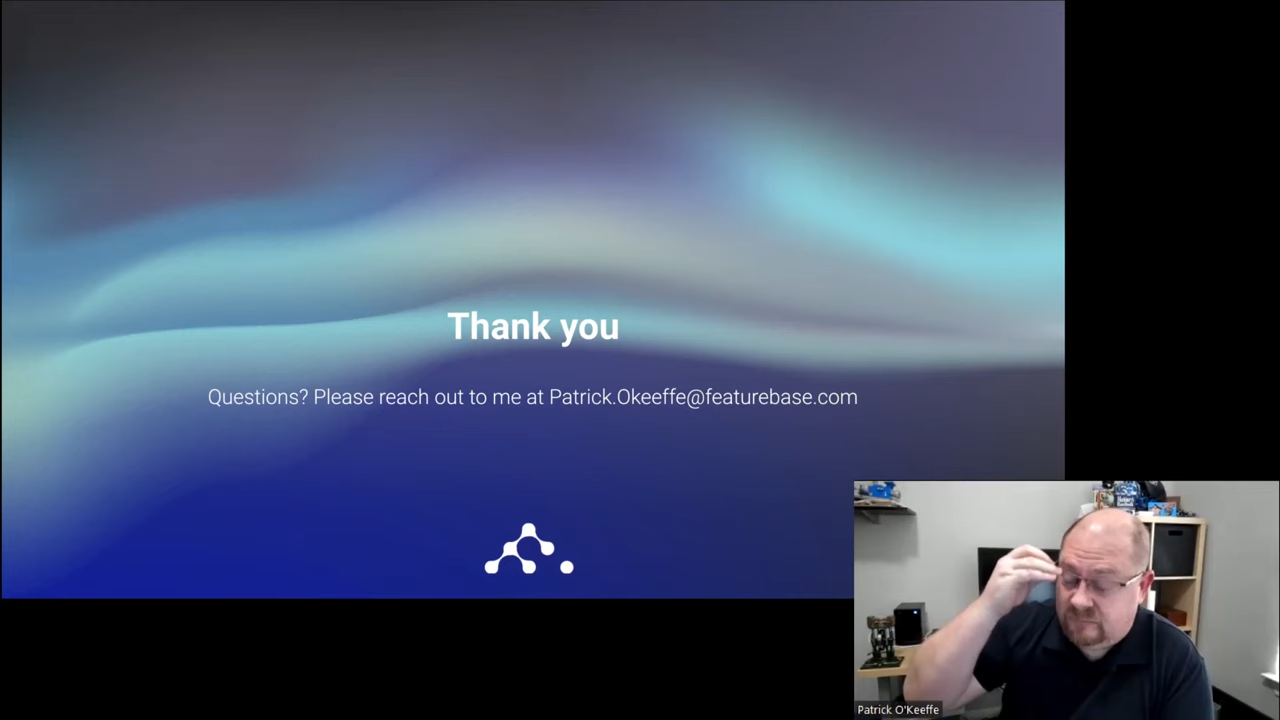 Thank you
Questions? Please reach out to me at Patrick.Okeeffe@featurebase.com
Patrick O'Keeffe